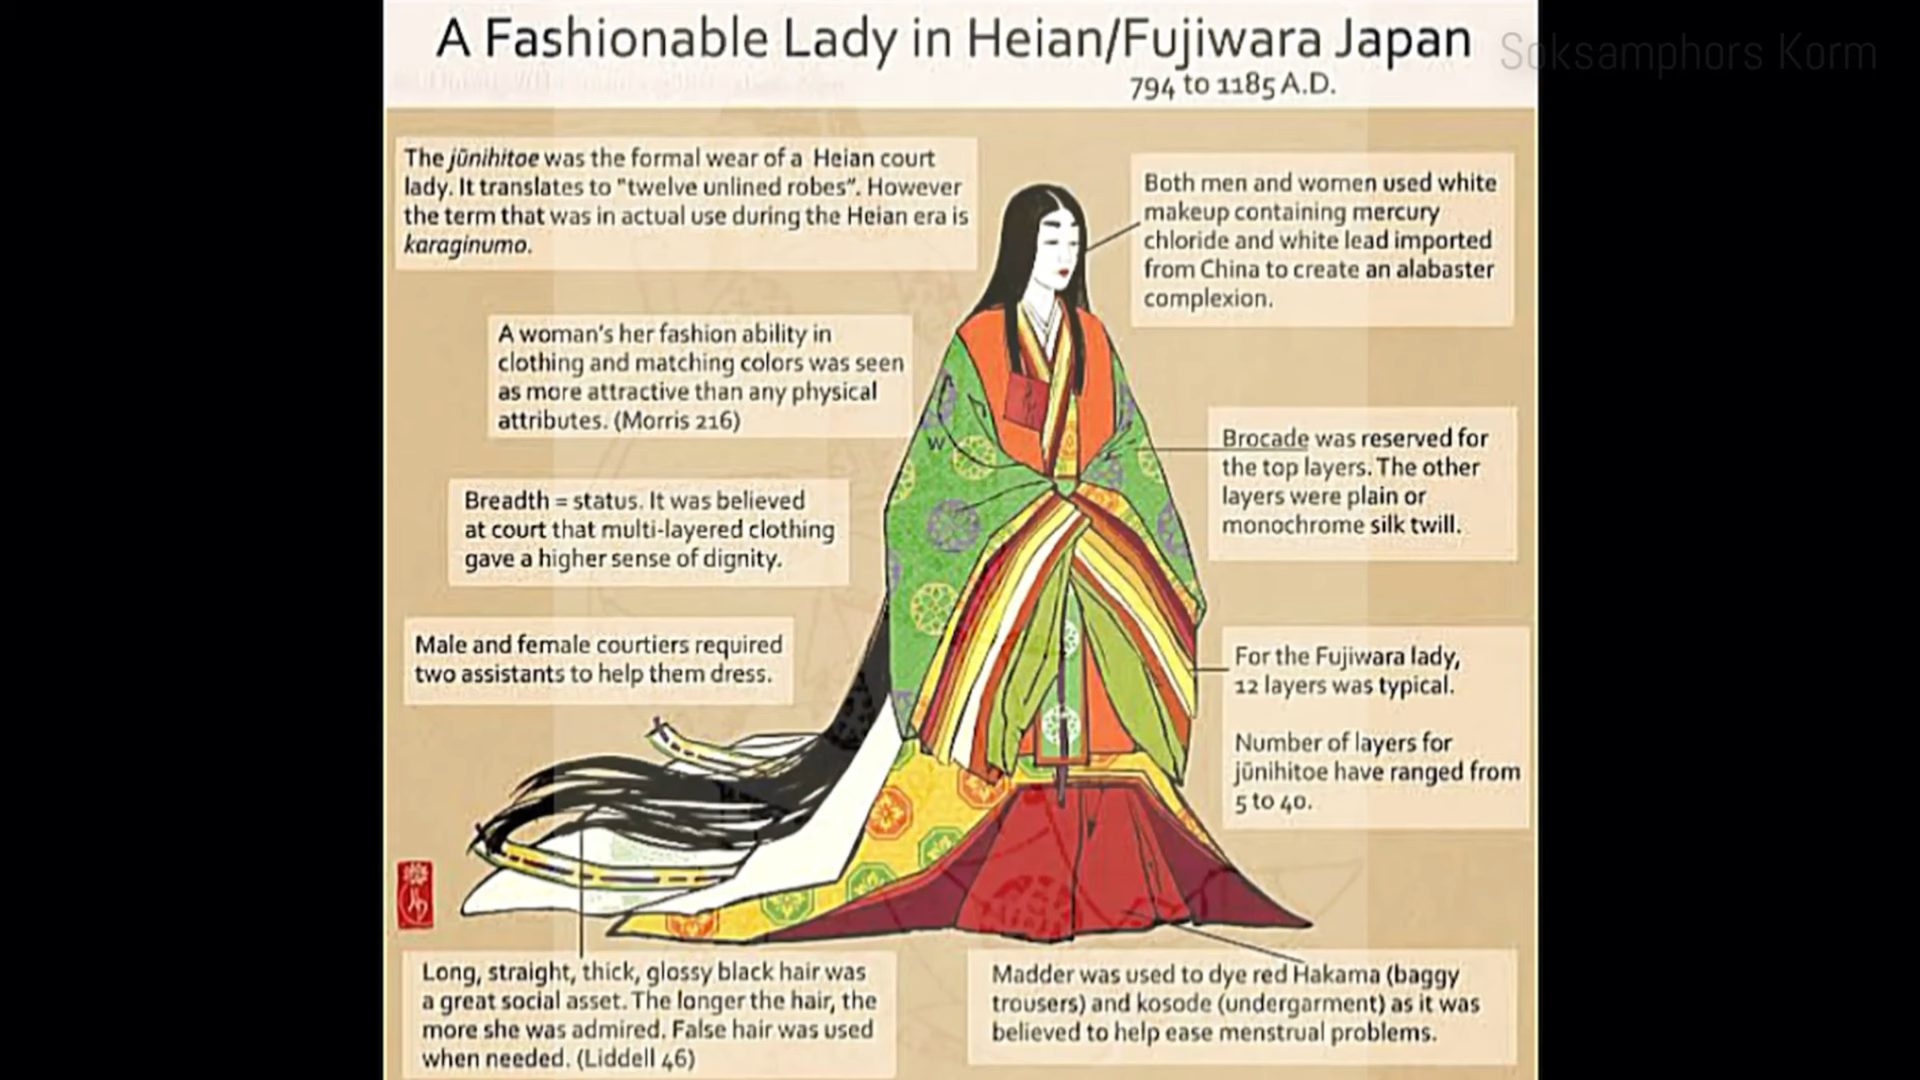 A Fashionable Lady in Heian/Fujiwara Japan
794 to 1185 A.D.
Soksamphors Korm
The jūnihitoe was the formal wear of a Heian court
lady. It translates to "twelve unlined robes". However
the term that was in actual use during the Heian era is
karaginumo.
Both men and women used white
makeup containing mercury
chloride and white lead imported
from China to create an alabaster
complexion.
A woman's her fashion ability in
clothing and matching colors was seen
as more attractive than any physical
attributes. (Morris 216)
Brocade was reserved for
the top layers. The other
layers were plain or
monochrome silk twill.
Breadth = status. It was believed
at court that multi-layered clothing
gave a higher sense of dignity.
Male and female courtiers required
two assistants to help them dress.
For the Fujiwara lady,
12 layers was typical.
Number of layers for
jūnihitoe have ranged from
5 to 40.
Long, straight, thick, glossy black hair was
a great social asset. The longer the hair, the
more she was admired. False hair was used
when needed. (Liddell 46)
Madder was used to dye red Hakama (baggy
trousers) and kosode (undergarment) as it was
believed to help ease menstrual problems.